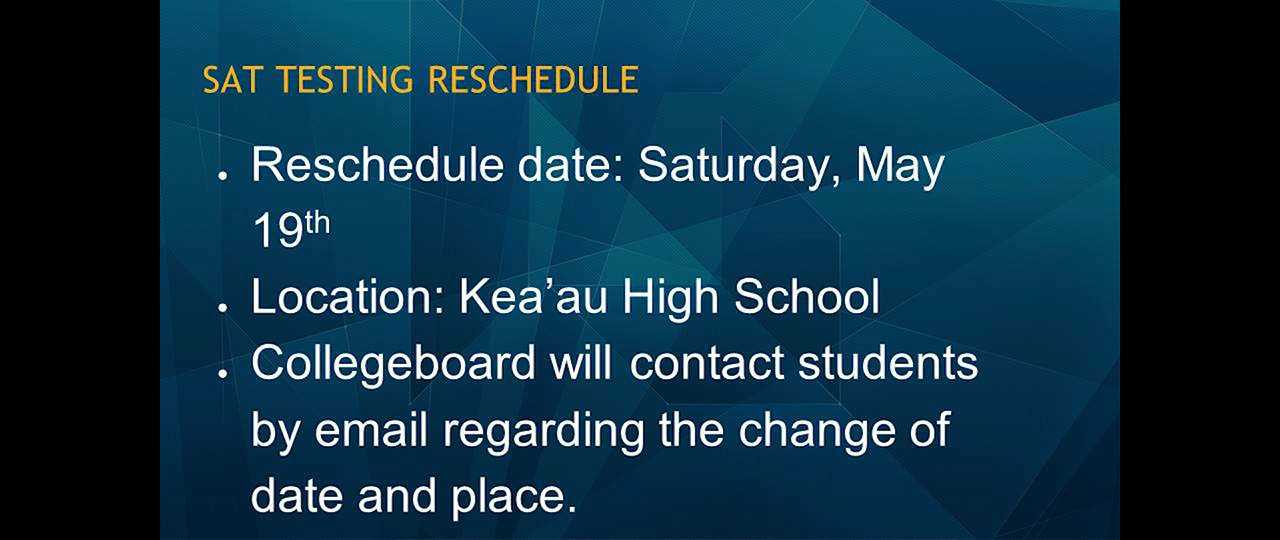 SAT TESTING RESCHEDULE
• Reschedule date: Saturday, May
19th
• Location: Kea’au High School
• Collegeboard will contact students
by email regarding the change of
date and place.